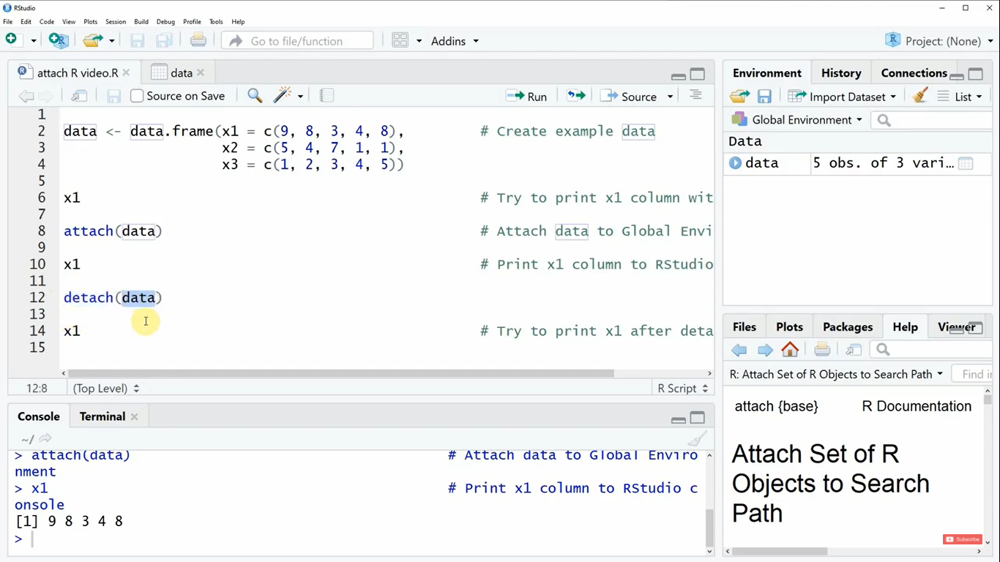 RStudio
File Edit Code View Plots Session Build Debug Profile Tools Help
Go to file/function Addins Project: (None)
attach R video.R data
Source on Save Run Source
1
2 data <- data.frame(x1 = c(9, 8, 3, 4, 8), # Create example data
3 x2 = c(5, 4, 7, 1, 1),
4 x3 = c(1, 2, 3, 4, 5))
5
6 x1 # Try to print x1 column wit
7
8 attach(data) # Attach data to Global Envi
9
10 x1 # Print x1 column to RStudio
11
12 detach(data)
13
14 x1 # Try to print x1 after deta
15
12:8 (Top Level) R Script
Console Terminal
~/
> attach(data) # Attach data to Global Enviro
nment
> x1 # Print x1 column to RStudio c
onsole
[1] 9 8 3 4 8
>
Environment History Connections
Import Dataset List
Global Environment
Data
data 5 obs. of 3 vari…
Files Plots Packages Help Viewer
R: Attach Set of R Objects to Search Path Find i
attach {base} R Documentation
Attach Set of R
Objects to Search
Path
Subscribe